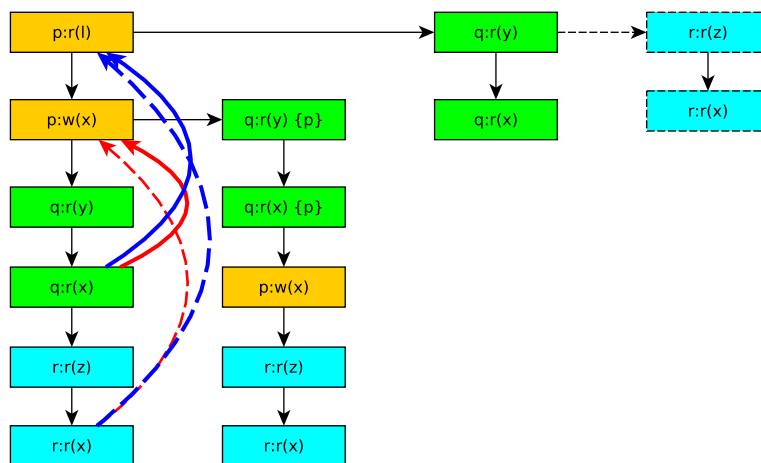 p:r(l)
q:r(y)
r:r(z)
p:w(x)
q:r(y) {p}
q:r(x)
r:r(x)
q:r(y)
q:r(x) {p}
q:r(x)
p:w(x)
r:r(z)
r:r(z)
r:r(x)
r:r(x)